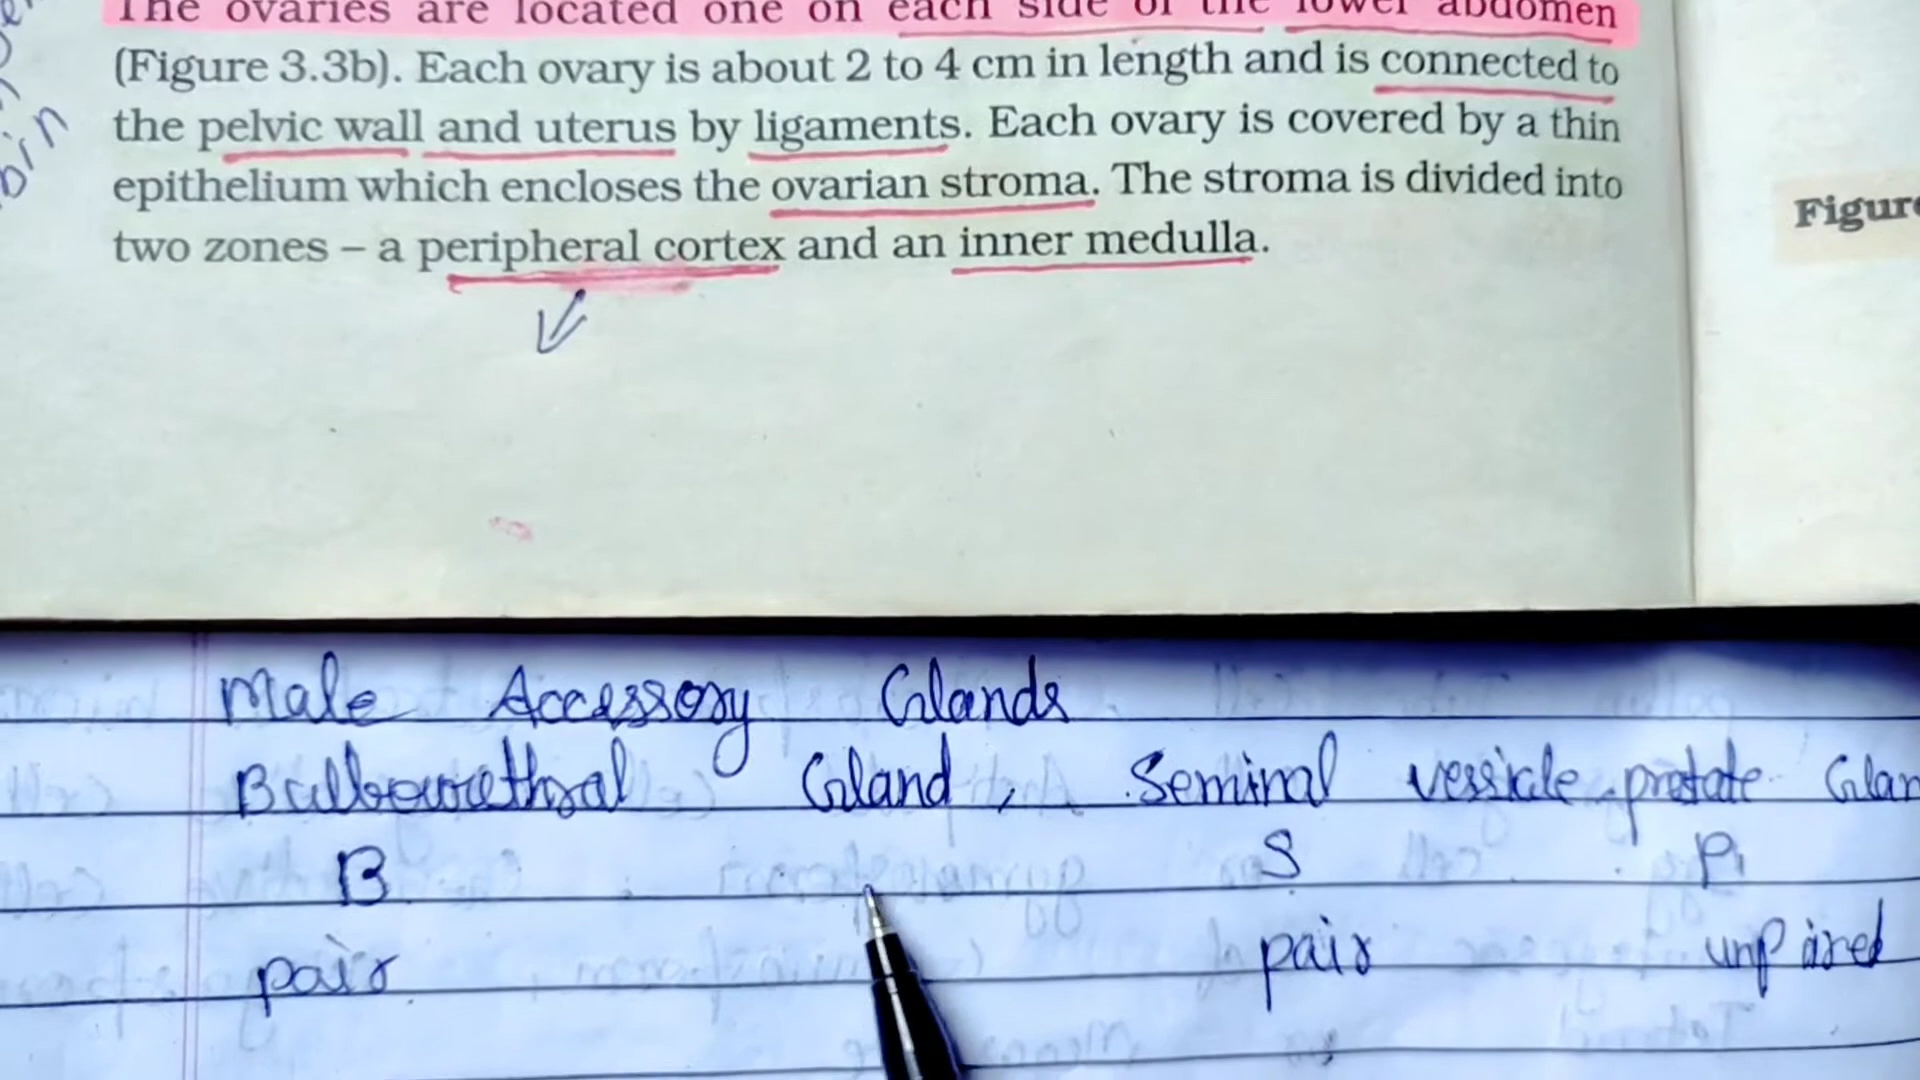 The ovaries are located one on each side of the lower abdomen
(Figure 3.3b). Each ovary is about 2 to 4 cm in length and is connected to
the pelvic wall and uterus by ligaments. Each ovary is covered by a thin
epithelium which encloses the ovarian stroma. The stroma is divided into
two zones – a peripheral cortex and an inner medulla.
Figure
Male Accessory Glands
Bulbourethral Gland, Seminal vessicle protate Glan
B S P
pair pair unpaired